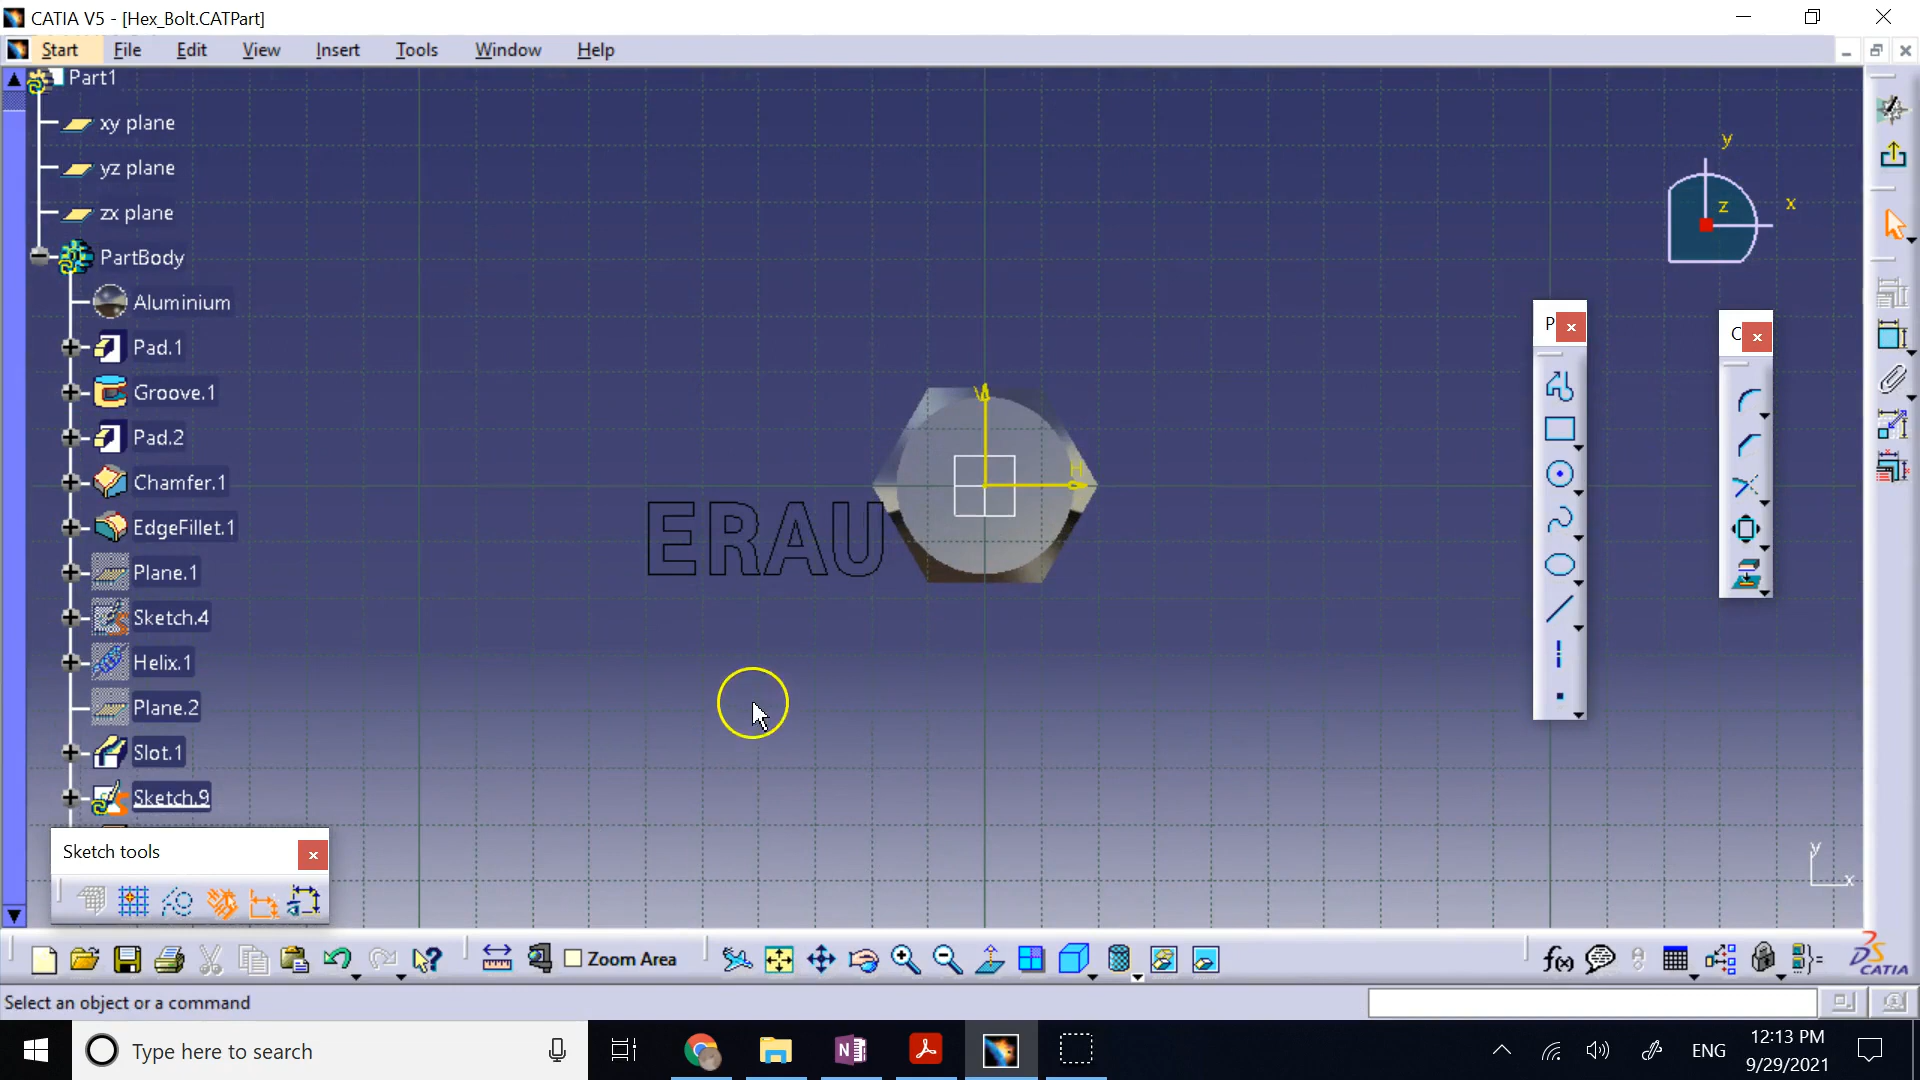 CATIA V5 - [Hex_Bolt.CATPart]
Start File Edit View Insert Tools Window Help
Part1
xy plane
yz plane
zx plane
PartBody
Aluminium
Pad.1
Groove.1
Pad.2
Chamfer.1
EdgeFillet.1
Plane.1
Sketch.4
Helix.1
Plane.2
Slot.1
Sketch.9
Sketch tools
ERAU
V
H
y
x
z
P
C
y
x
Zoom Area
f(x)
DS
CATIA
Select an object or a command
Type here to search
N
ENG
12:13 PM
9/29/2021